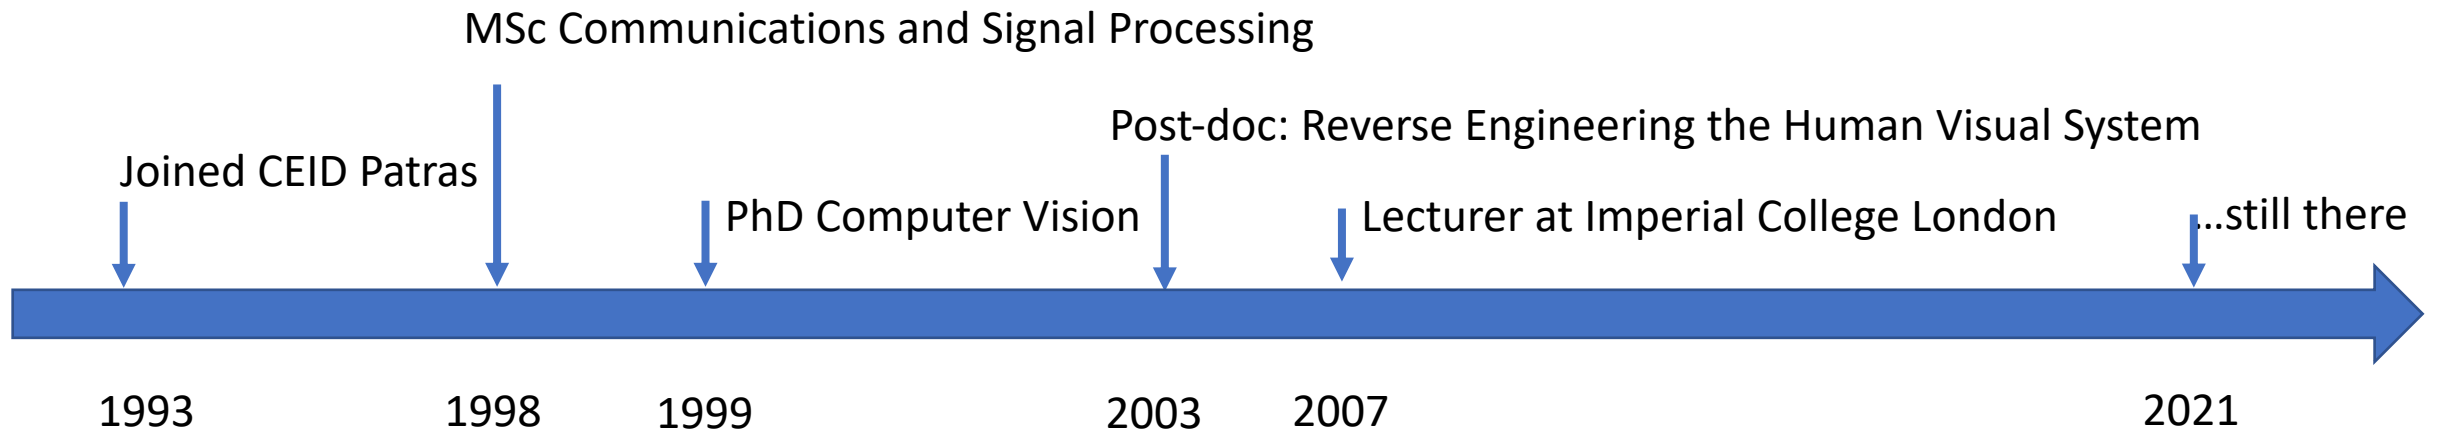 MSc Communications and Signal Processing
Post-doc: Reverse Engineering the Human Visual System
Joined CEID Patras
PhD Computer Vision
Lecturer at Imperial College London
...still there
1993
1998
1999
2003
2007
2021